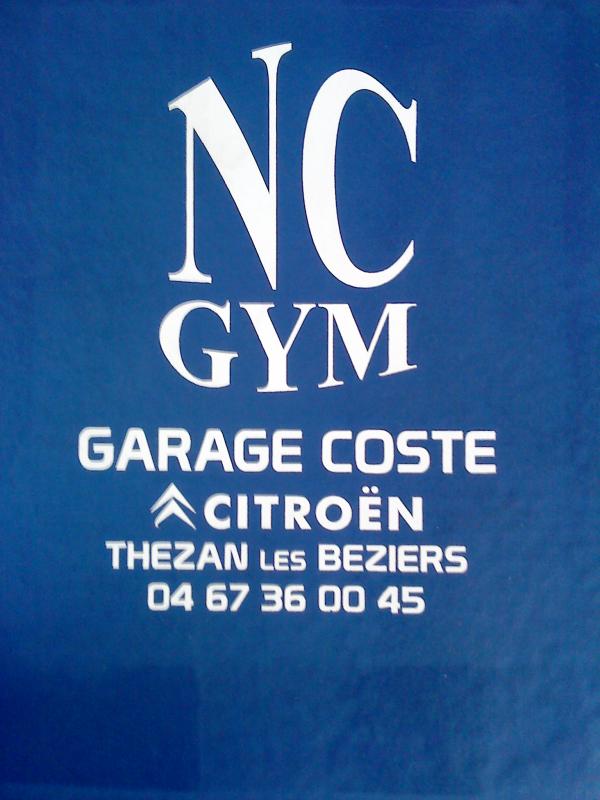 NC
GYM
GARAGE COSTE
CITROËN
THEZAN LES BEZIERS
04 67 36 00 45